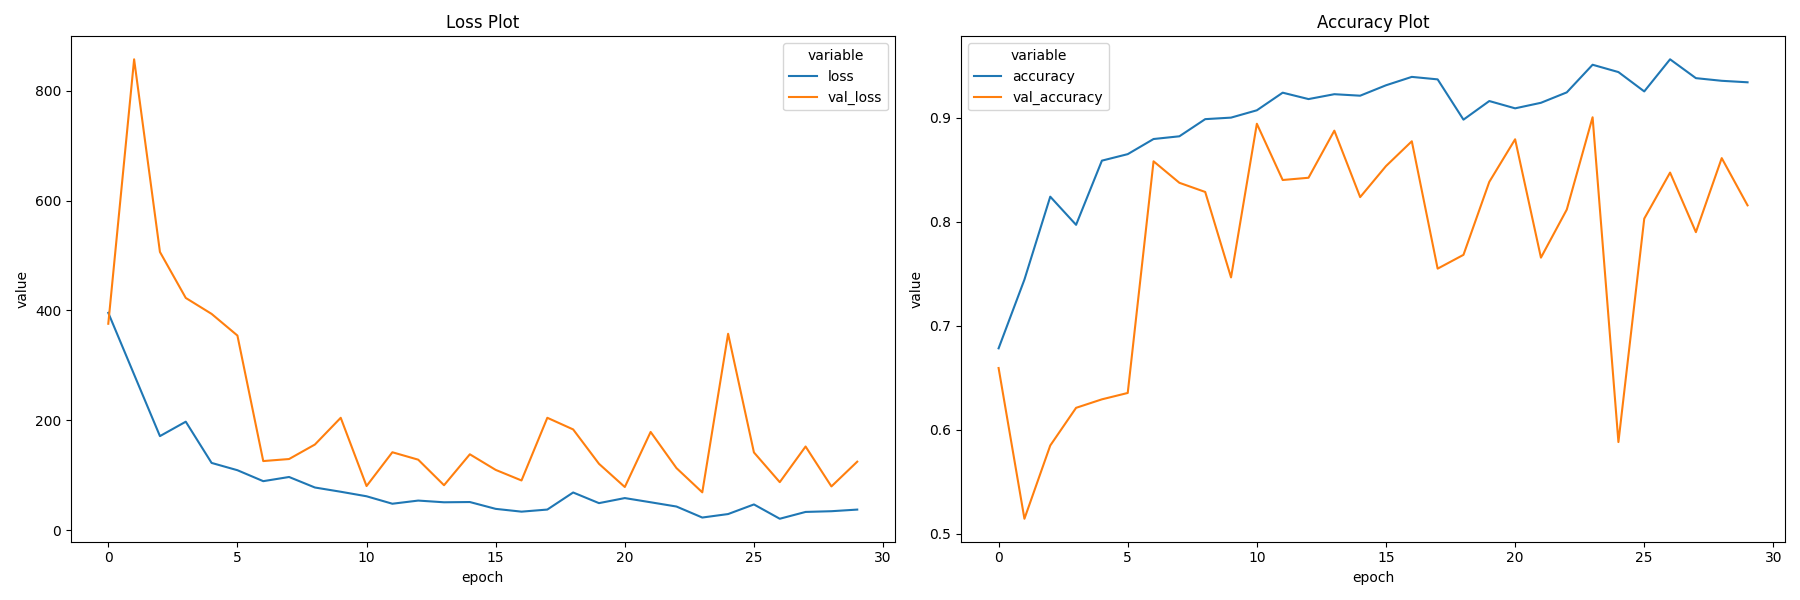 Loss Plot
variable
loss
val_loss
800
600
400
200
0
value
0 5 10 15 20 25 30
epoch
Accuracy Plot
variable
accuracy
val_accuracy
0.9
0.8
0.7
0.6
0.5
value
0 5 10 15 20 25 30
epoch